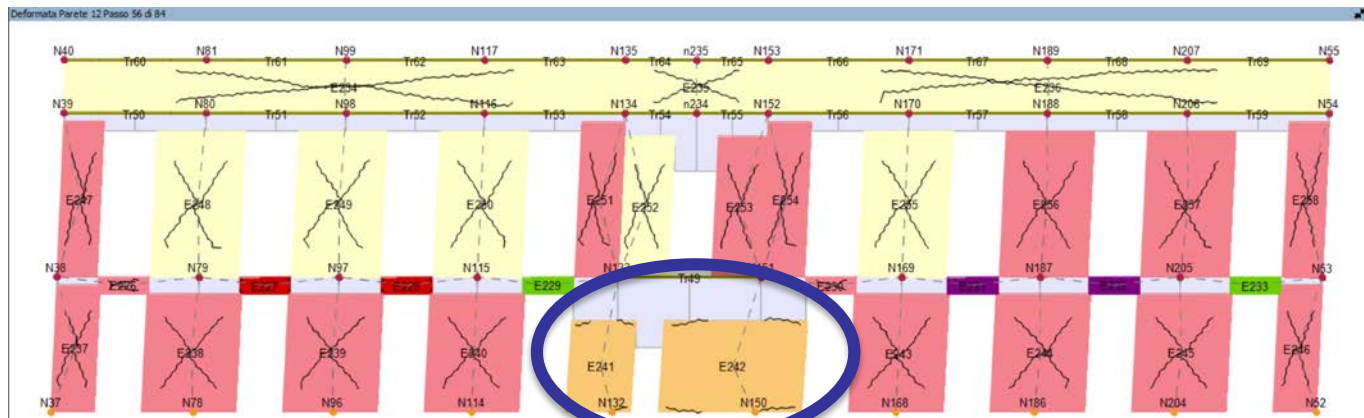 Deformata Parete 12 Passo 56 di 84
N40 N81 N99 N117 N135 n235 N153 N171 N189 N207 N55
Tr60 Tr61 Tr62 Tr63 Tr64 Tr65 Tr66 Tr67 Tr68 Tr69
E234 E235 E236
N39 N80 N98 N116 N134 n234 N152 N170 N188 N206 N54
Tr50 Tr51 Tr52 Tr53 Tr54 Tr55 Tr56 Tr57 Tr58 Tr59
E247 E248 E249 E250 E251 E252 E253 E254 E255 E256 E257 E258
N38 N79 N97 N115 N133 Tr49 N169 N187 N205 N53
E226 E227 E228 E229 E230 E233
E237 E238 E239 E240 E241 E242 E243 E244 E245 E246
N37 N78 N96 N114 N132 N150 N168 N186 N204 N52